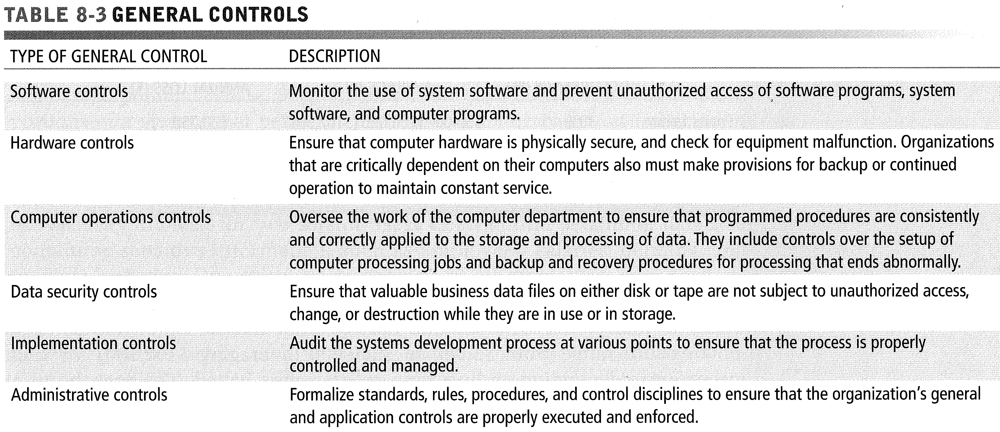 TABLE 8-3 GENERAL CONTROLS
TYPE OF GENERAL CONTROL DESCRIPTION
Software controls Monitor the use of system software and prevent unauthorized access of software programs, system
software, and computer programs.
Hardware controls Ensure that computer hardware is physically secure, and check for equipment malfunction. Organizations
that are critically dependent on their computers also must make provisions for backup or continued
operation to maintain constant service.
Computer operations controls Oversee the work of the computer department to ensure that programmed procedures are consistently
and correctly applied to the storage and processing of data. They include controls over the setup of
computer processing jobs and backup and recovery procedures for processing that ends abnormally.
Data security controls Ensure that valuable business data files on either disk or tape are not subject to unauthorized access,
change, or destruction while they are in use or in storage.
Implementation controls Audit the systems development process at various points to ensure that the process is properly
controlled and managed.
Administrative controls Formalize standards, rules, procedures, and control disciplines to ensure that the organization's general
and application controls are properly executed and enforced.